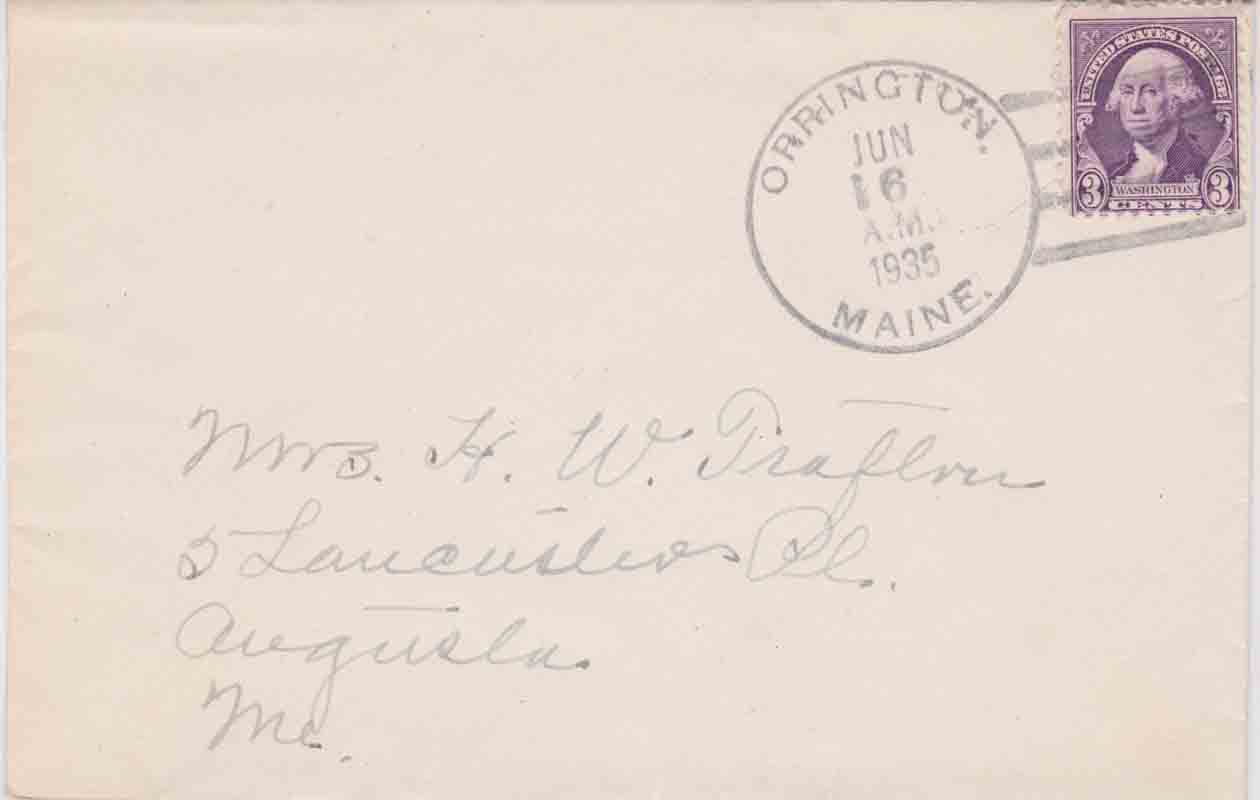 UNITED STATES POSTAGE
3 WASHINGTON 3
CENTS
ORRINGTON.
JUN
16
A.M.
1935
MAINE.
Mrs. H. W. Trafton
5 Lancaster Pl.
Augusta
Me.